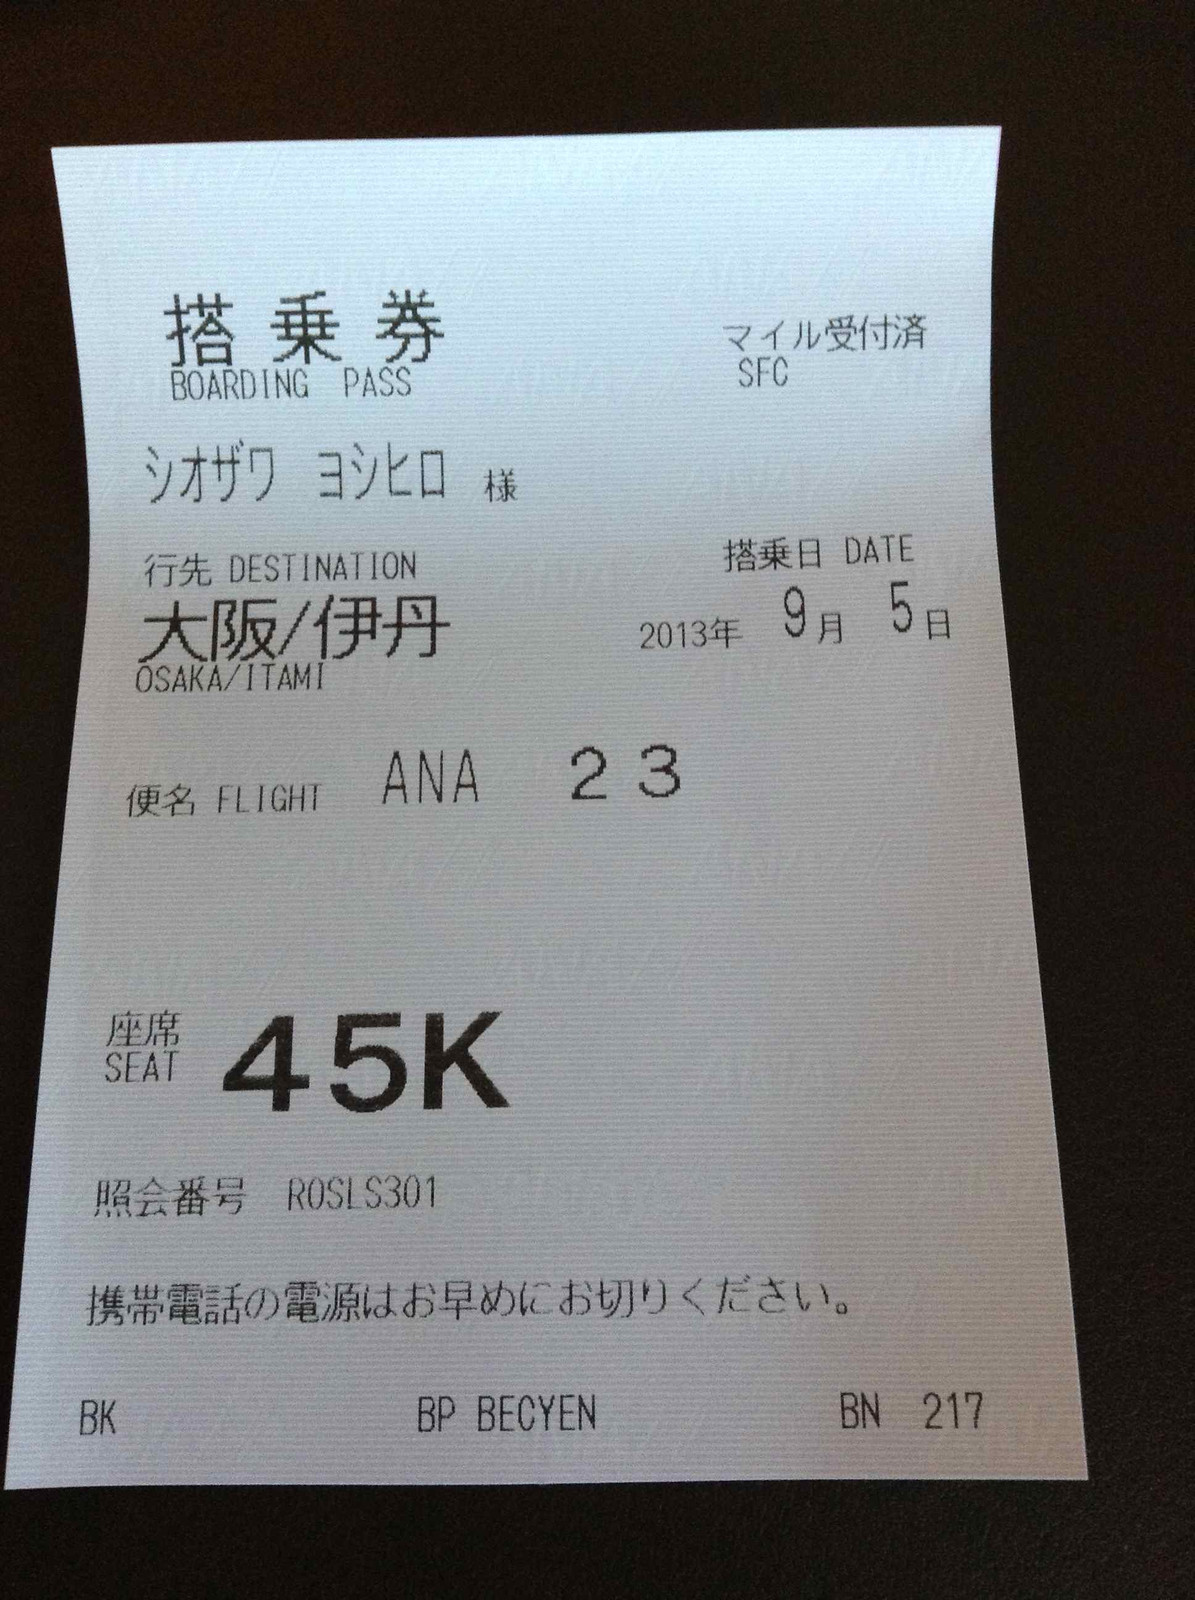 搭乗券
BOARDING PASS
マイル受付済
SFC
シオザワ ヨシヒロ 様
行先 DESTINATION
大阪/伊丹
OSAKA/ITAMI
搭乗日 DATE
2013年 9月 5日
便名 FLIGHT ANA 23
座席
SEAT 45K
照会番号 ROSLS301
携帯電話の電源はお早めにお切りください。
BK BP BECYEN BN 217